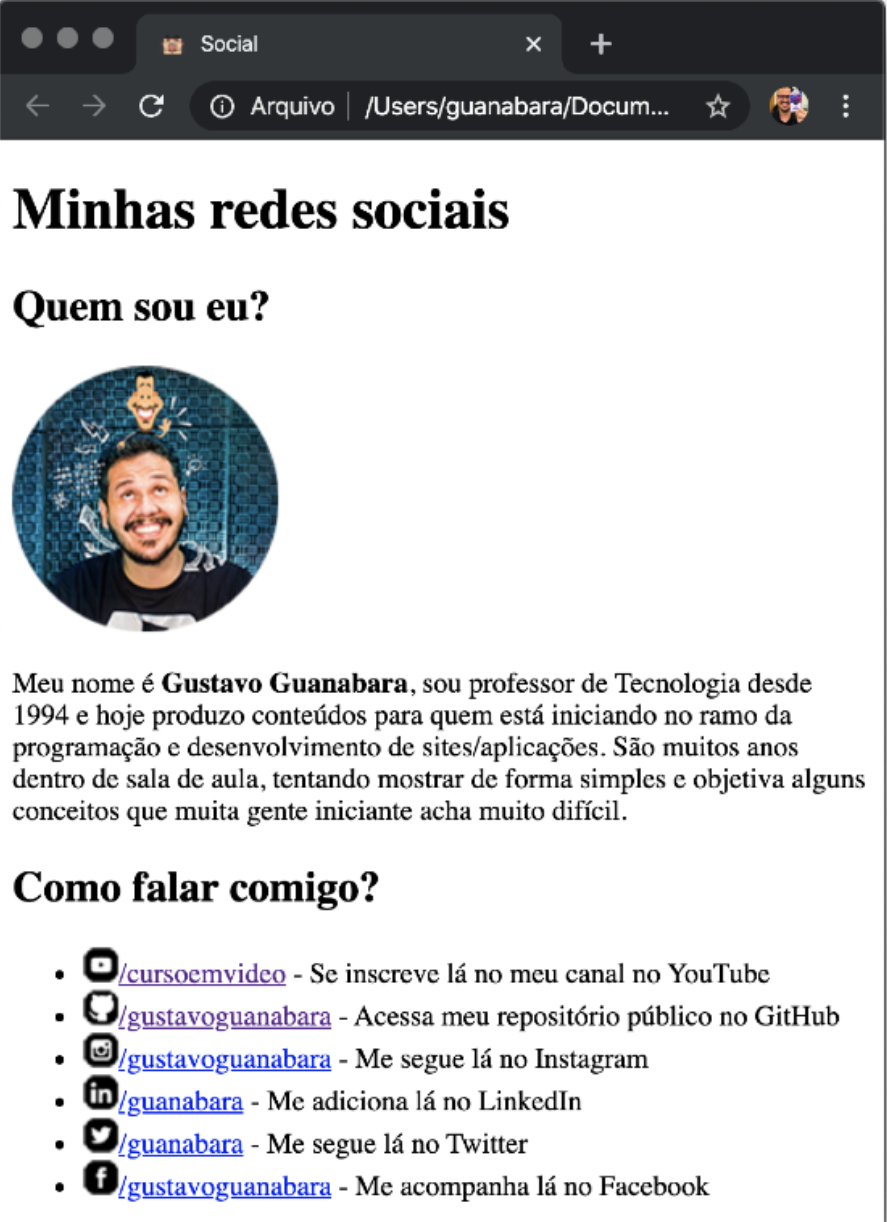 Social
Arquivo | /Users/guanabara/Docum...
Minhas redes sociais
Quem sou eu?
Meu nome é Gustavo Guanabara, sou professor de Tecnologia desde
1994 e hoje produzo conteúdos para quem está iniciando no ramo da
programação e desenvolvimento de sites/aplicações. São muitos anos
dentro de sala de aula, tentando mostrar de forma simples e objetiva alguns
conceitos que muita gente iniciante acha muito difícil.
Como falar comigo?
/cursoemvideo - Se inscreve lá no meu canal no YouTube
/gustavoguanabara - Acessa meu repositório público no GitHub
/gustavoguanabara - Me segue lá no Instagram
/guanabara - Me adiciona lá no LinkedIn
/guanabara - Me segue lá no Twitter
/gustavoguanabara - Me acompanha lá no Facebook